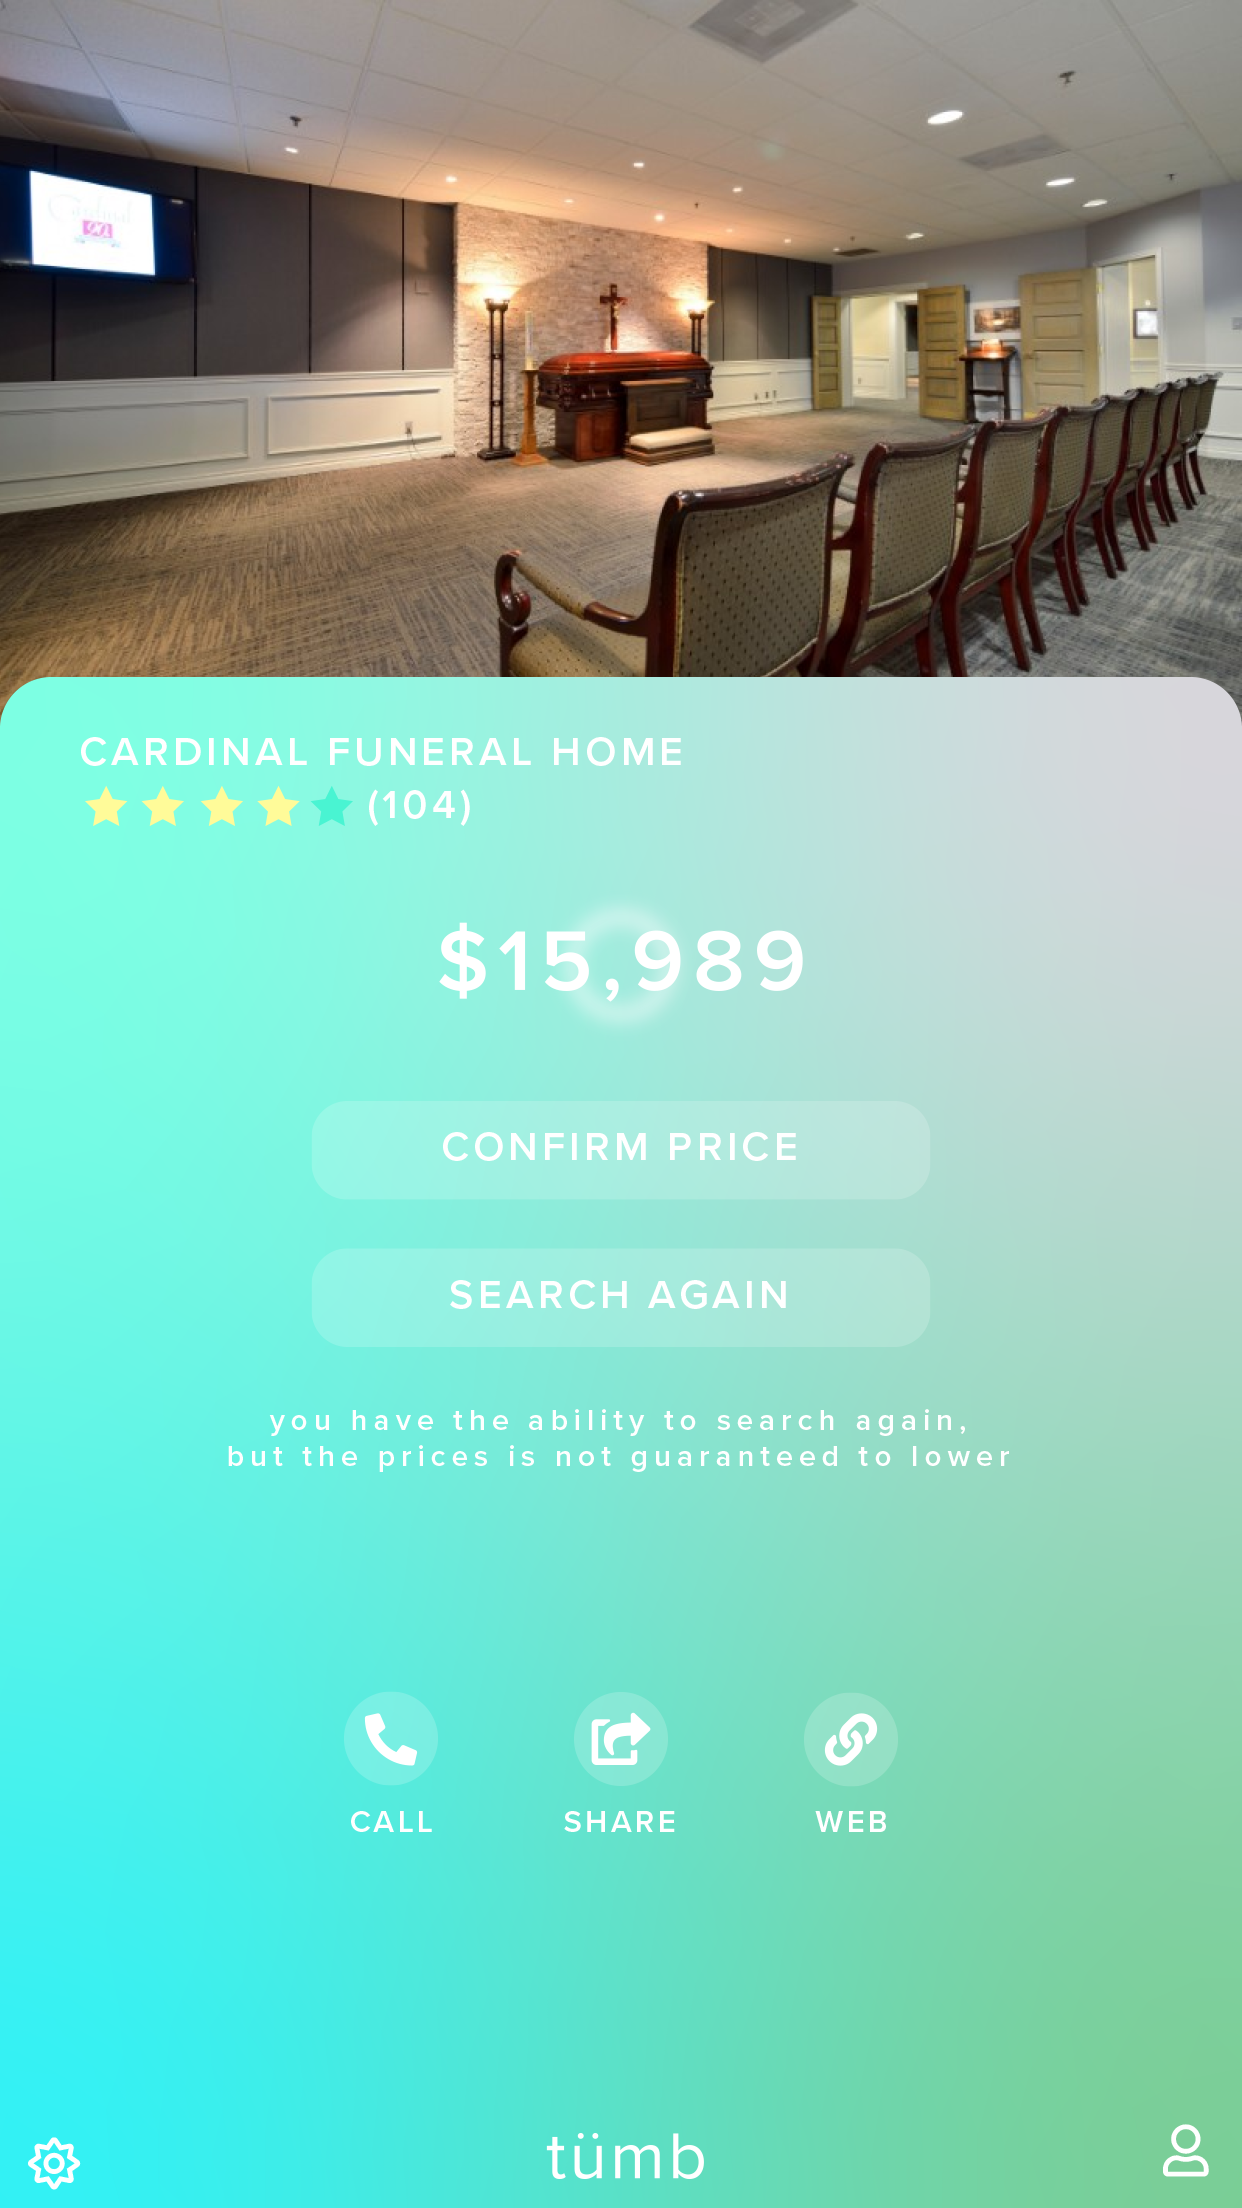 Cardinal
90
CARDINAL FUNERAL HOME
(104)
$15,989
CONFIRM PRICE
SEARCH AGAIN
you have the ability to search again,
but the prices is not guaranteed to lower
CALL SHARE WEB
tümb